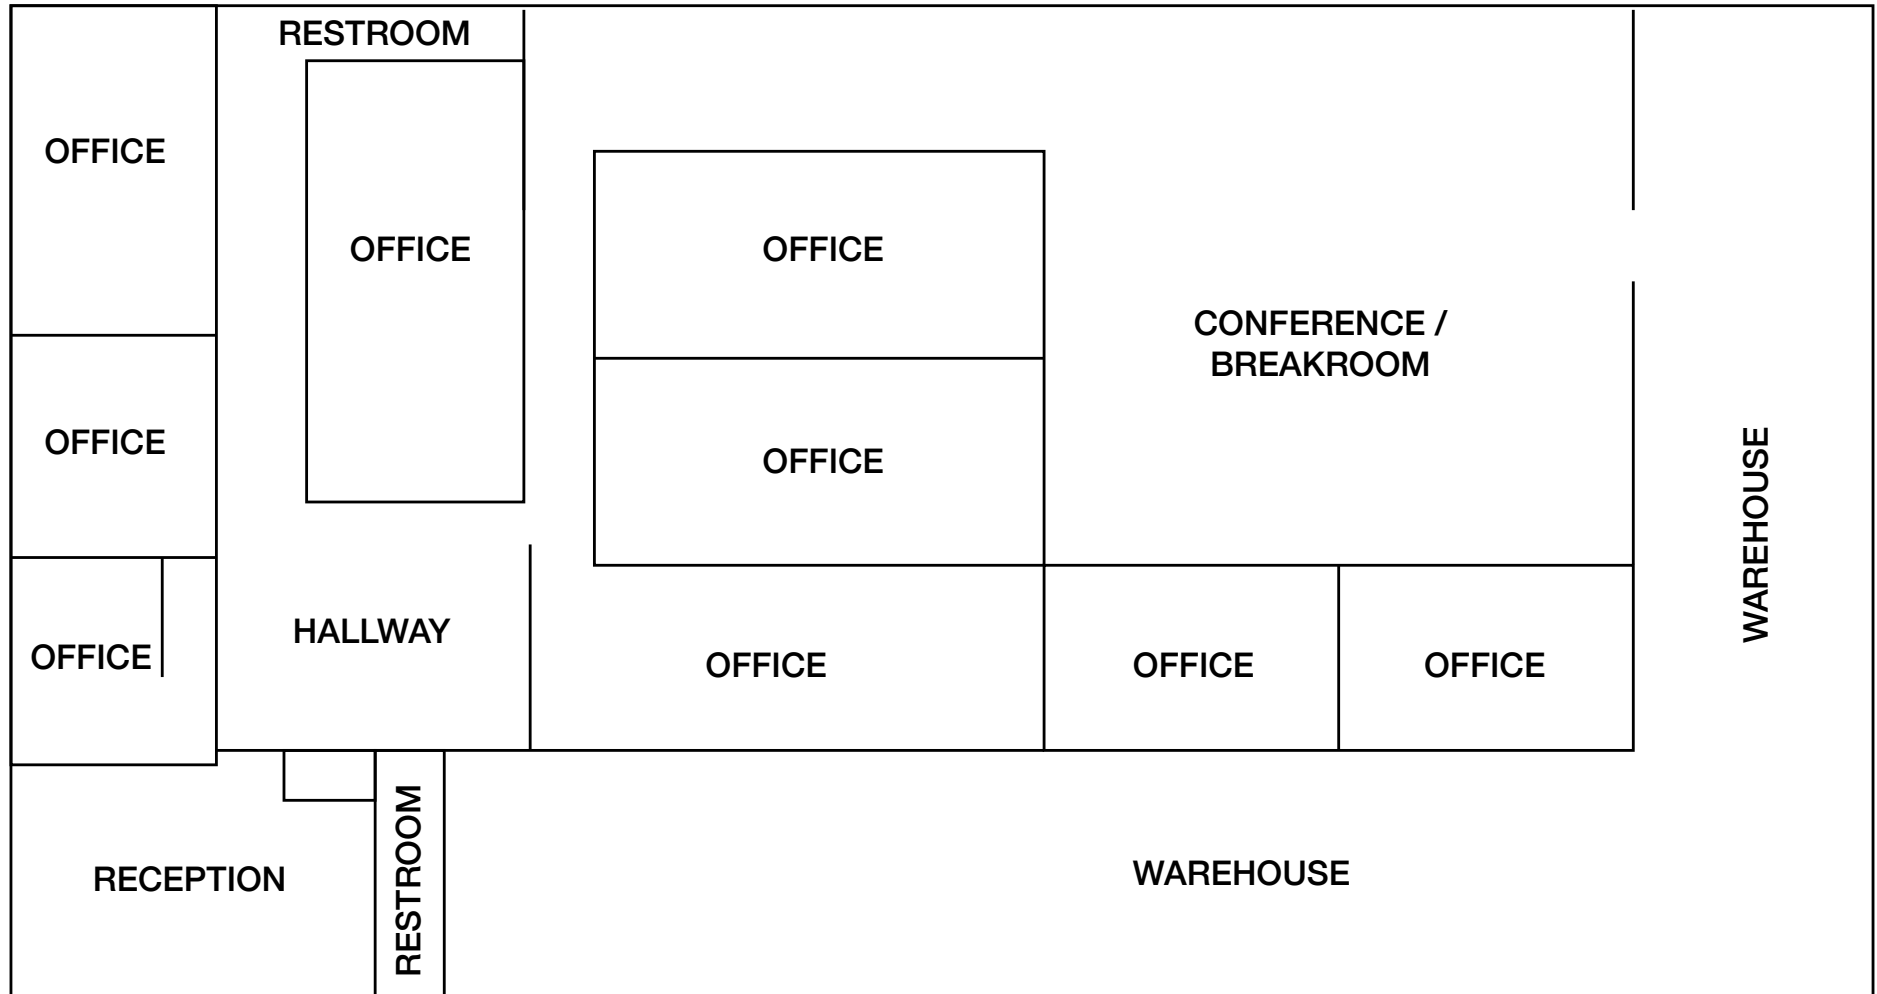 RESTROOM
OFFICE
OFFICE
OFFICE
CONFERENCE /
BREAKROOM
OFFICE
OFFICE
WAREHOUSE
HALLWAY
OFFICE
OFFICE
OFFICE
OFFICE
RESTROOM
RECEPTION
WAREHOUSE